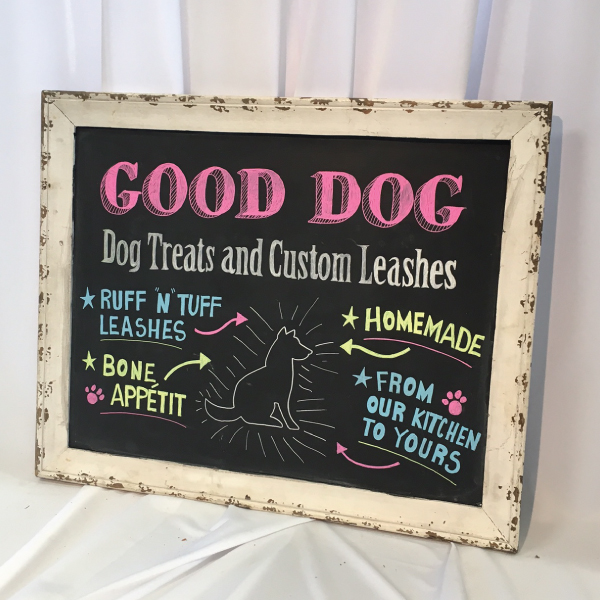 GOOD DOG
Dog Treats and Custom Leashes
RUFF "N" TUFF
LEASHES
BONE
APPÉTIT
HOMEMADE
FROM
OUR KITCHEN
TO YOURS